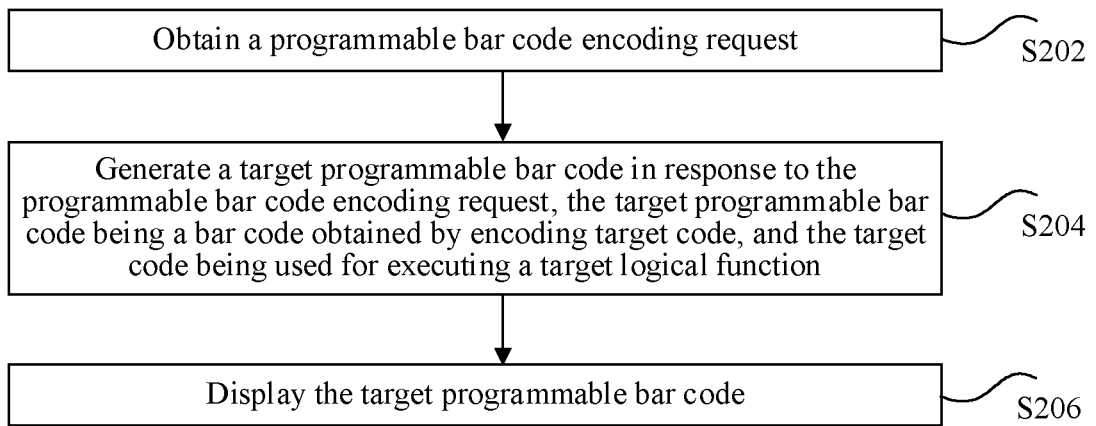 Obtain a programmable bar code encoding request
S202
Generate a target programmable bar code in response to the
programmable bar code encoding request, the target programmable bar
code being a bar code obtained by encoding target code, and the target
code being used for executing a target logical function
S204
Display the target programmable bar code
S206